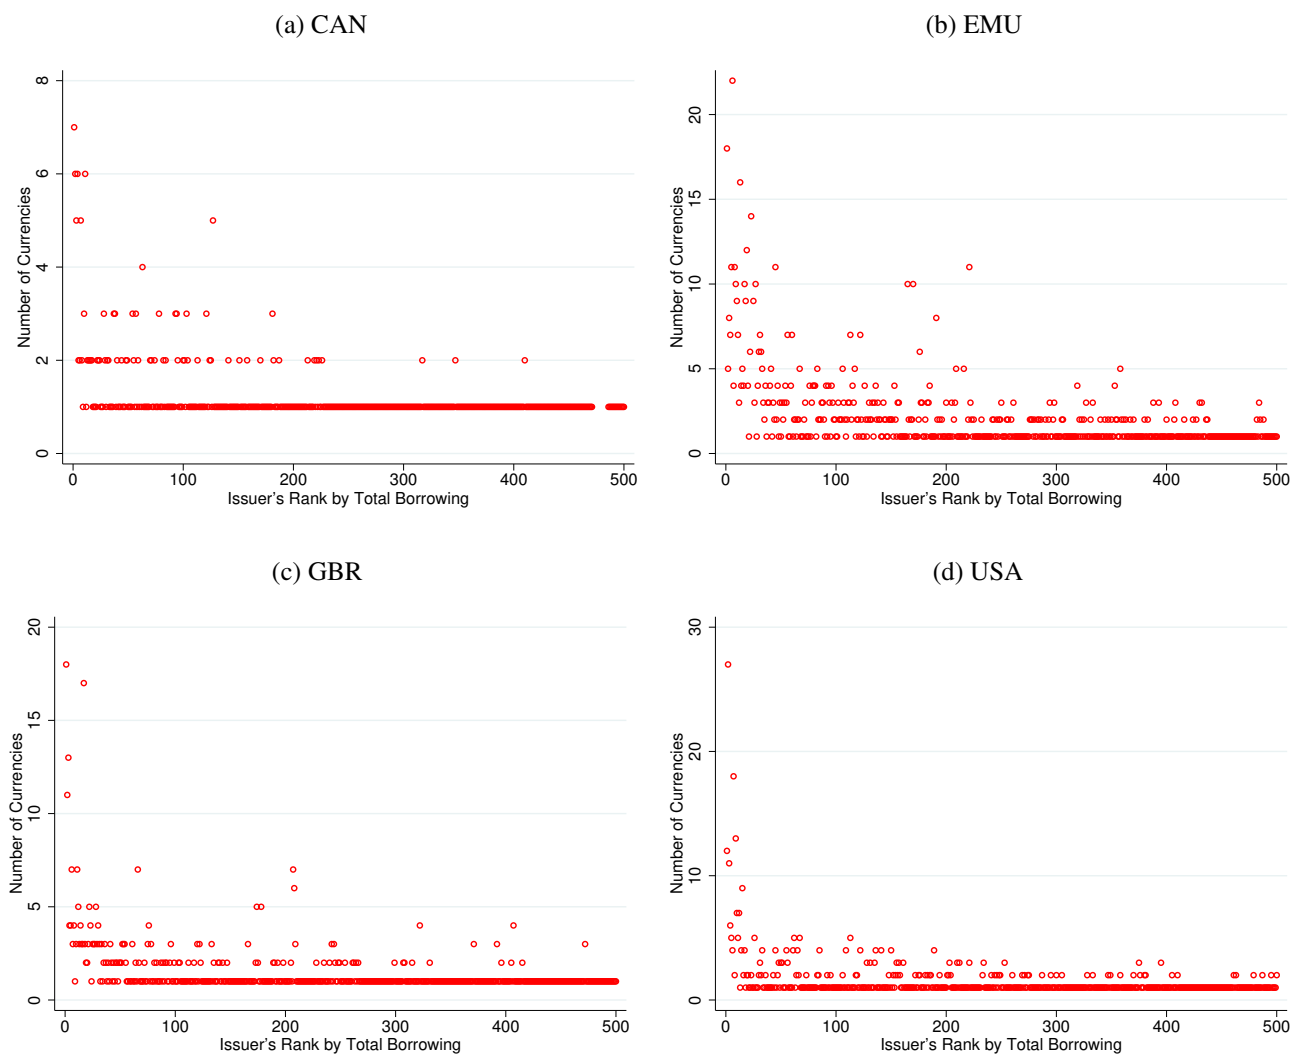 (a) CAN
8
6
4
2
0
Number of Currencies
0 100 200 300 400 500
Issuer's Rank by Total Borrowing
(b) EMU
20
15
10
5
0
Number of Currencies
0 100 200 300 400 500
Issuer's Rank by Total Borrowing
(c) GBR
20
15
10
5
0
Number of Currencies
0 100 200 300 400 500
Issuer's Rank by Total Borrowing
(d) USA
30
20
10
0
Number of Currencies
0 100 200 300 400 500
Issuer's Rank by Total Borrowing